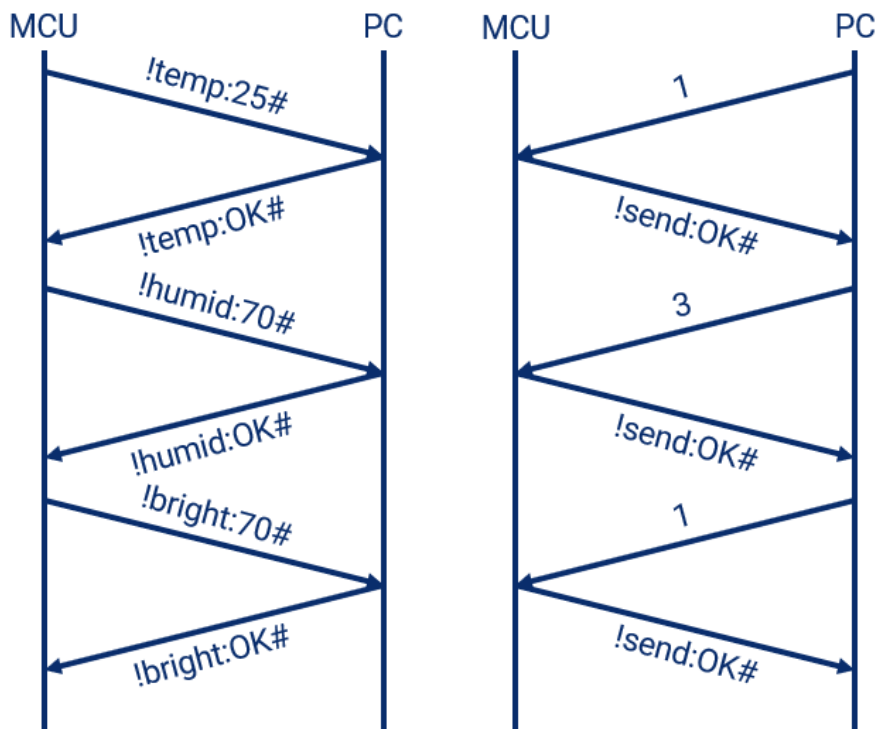 MCU PC
!temp:25#
!temp:OK#
!humid:70#
!humid:OK#
!bright:70#
!bright:OK#
MCU PC
1
!send:OK#
3
!send:OK#
1
!send:OK#